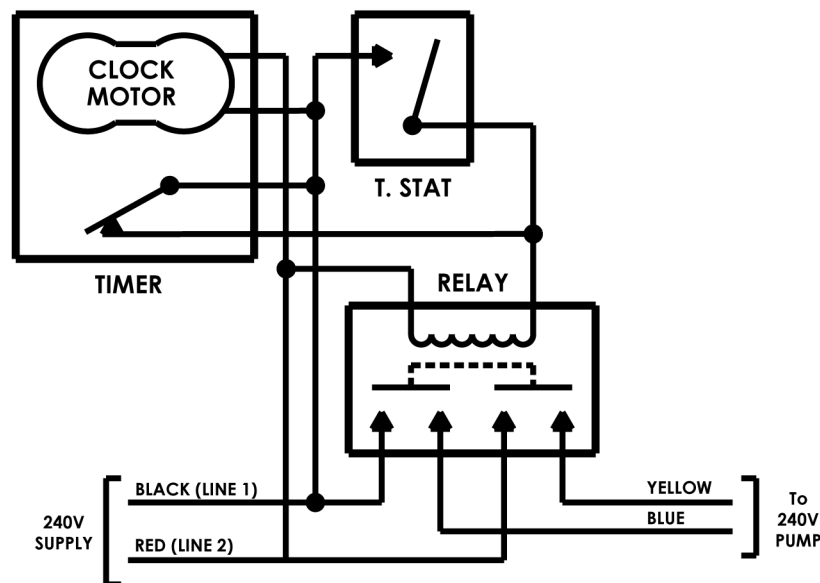 CLOCK
MOTOR
T. STAT
TIMER
RELAY
BLACK (LINE 1)
YELLOW
BLUE
240V
SUPPLY
RED (LINE 2)
To
240V
PUMP